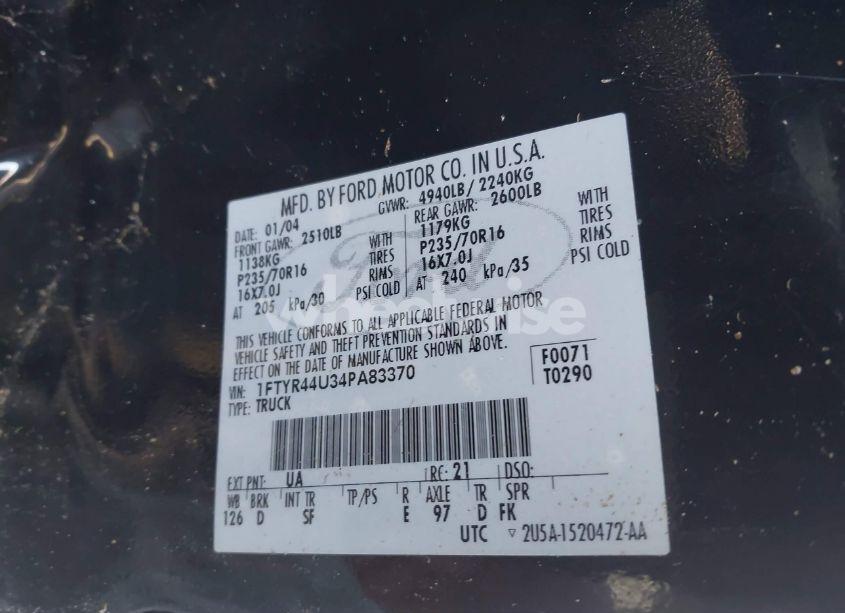 MFD. BY FORD MOTOR CO. IN U.S.A.
DATE: 01/04 GVWR: 4940LB/ 2240KG
FRONT GAWR: 2510LB REAR GAWR: 2600LB
1138KG WITH 1179KG WITH
P235/70R16 TIRES P235/70R16 TIRES
16X7.0J RIMS 16X7.0J RIMS
AT 205 kPa/30 PSI COLD AT 240 kPa/35 PSI COLD
THIS VEHICLE CONFORMS TO ALL APPLICABLE FEDERAL MOTOR
VEHICLE SAFETY AND THEFT PREVENTION STANDARDS IN
EFFECT ON THE DATE OF MANUFACTURE SHOWN ABOVE.
VIN: 1FTYR44U34PA83370 F0071
TYPE: TRUCK T0290
EXT PNT: UA RC: 21 DSO:
WB BRK INT TR TP/PS R AXLE TR SPR
126 D SF E 97 D FK
UTC ▽ 2U5A-1520472-AA
Ford